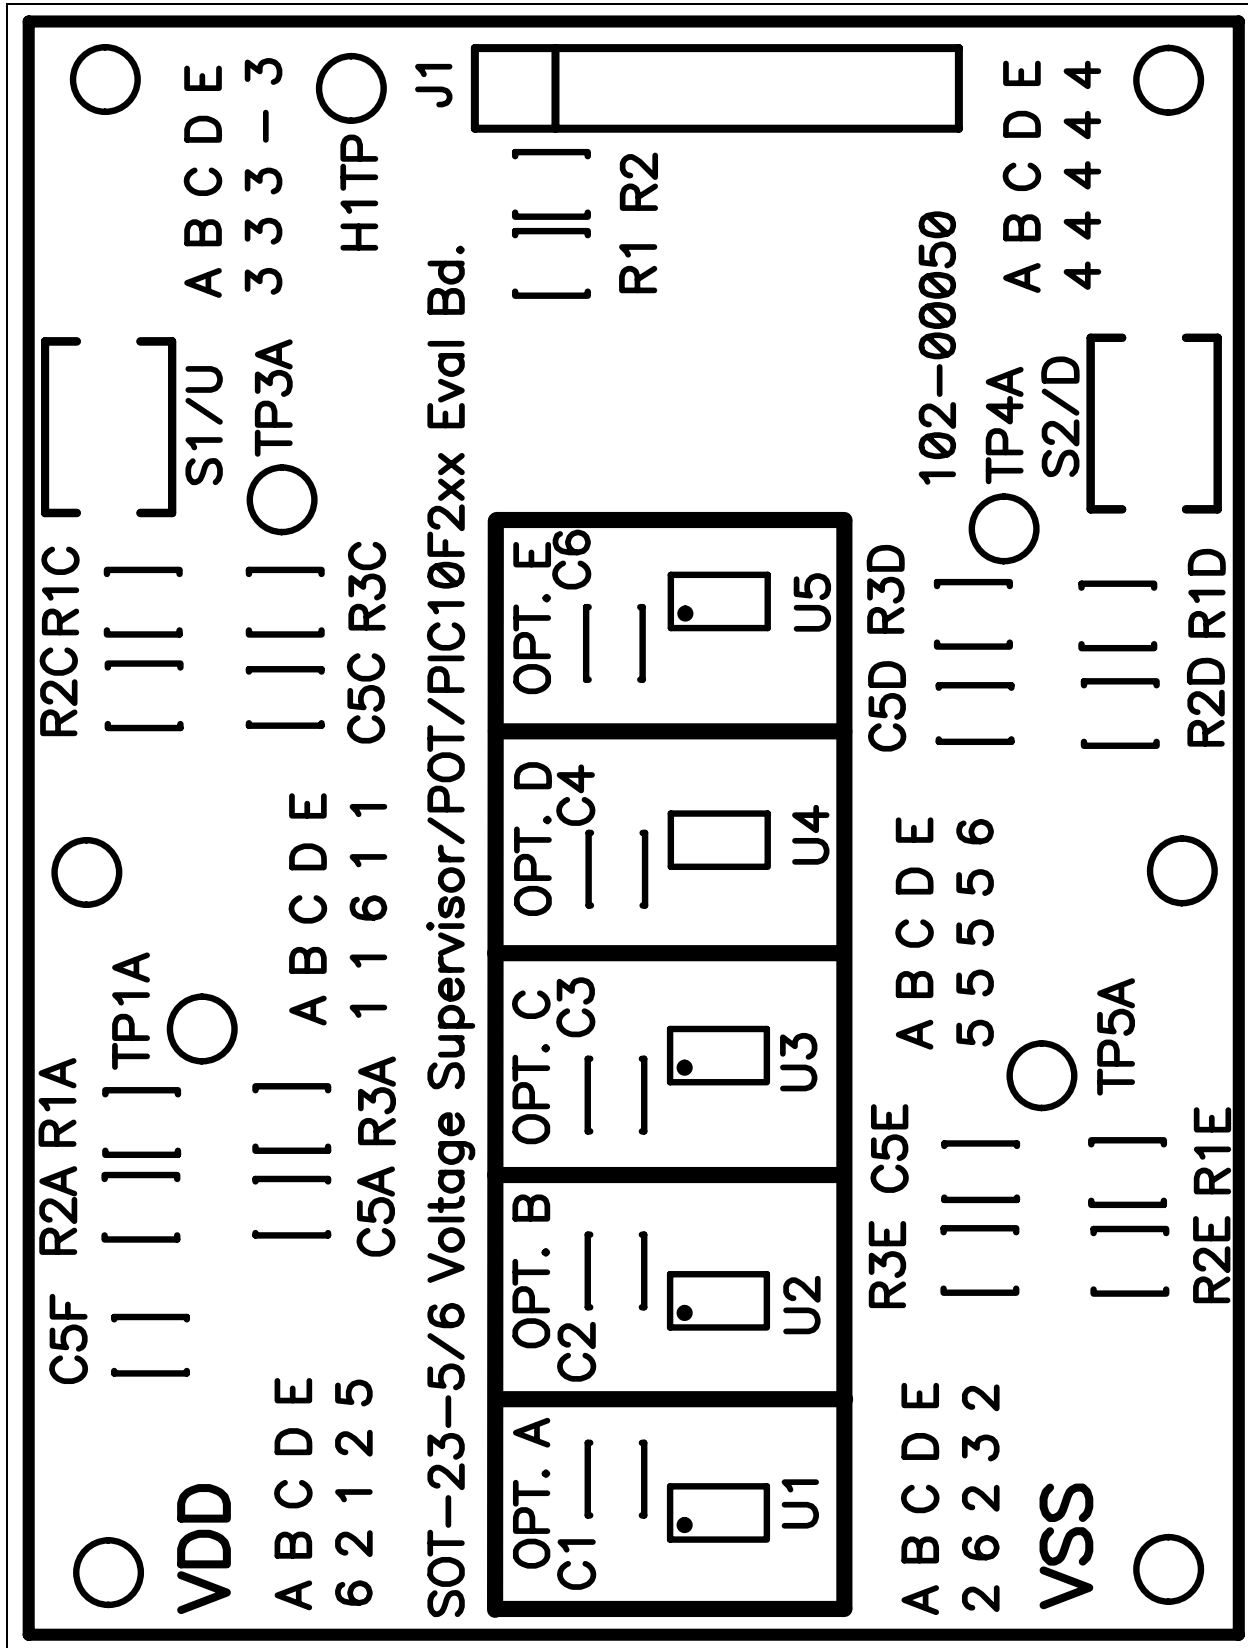 C5F
R2A R1A
R2C R1C
TP1A
VDD
S1/U
A B C D E
3 3 3 - 3
TP3A
A B C D E
6 2 1 2 5
A B C D E
1 1 6 1 1
C5A R3A
C5C R3C
H1TP
J1
SOT-23-5/6 Voltage Supervisor/POT/PIC10F2xx Eval Bd.
OPT. A
OPT. B
OPT. C
OPT. D
OPT. E
C1
C2
C3
C4
C6
R1 R2
U1
U2
U3
U4
U5
R3E C5E
C5D R3D
102-00050
A B C D E
2 6 2 3 2
A B C D E
5 5 5 5 6
TP4A
A B C D E
4 4 4 4 4
VSS
S2/D
TP5A
R2E R1E
R2D R1D